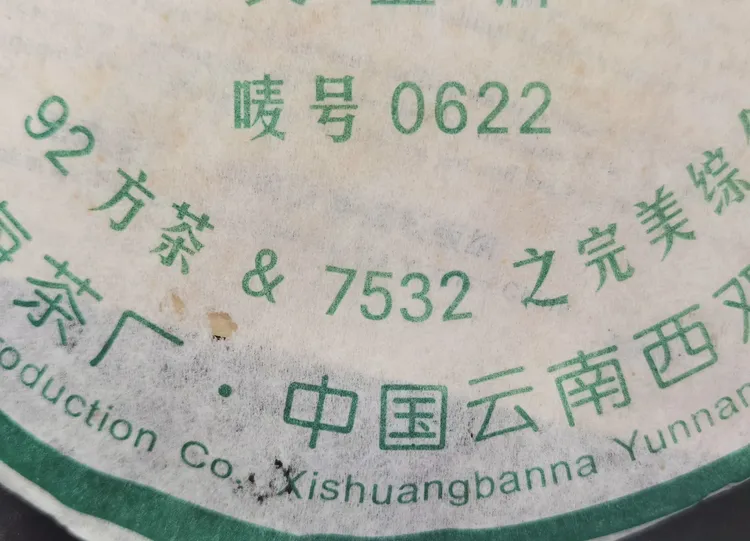 唛号 0622
92 方茶 & 7532 之完美综
茶厂 · 中国云南西
oduction Co., Xishuangbanna Yunnan